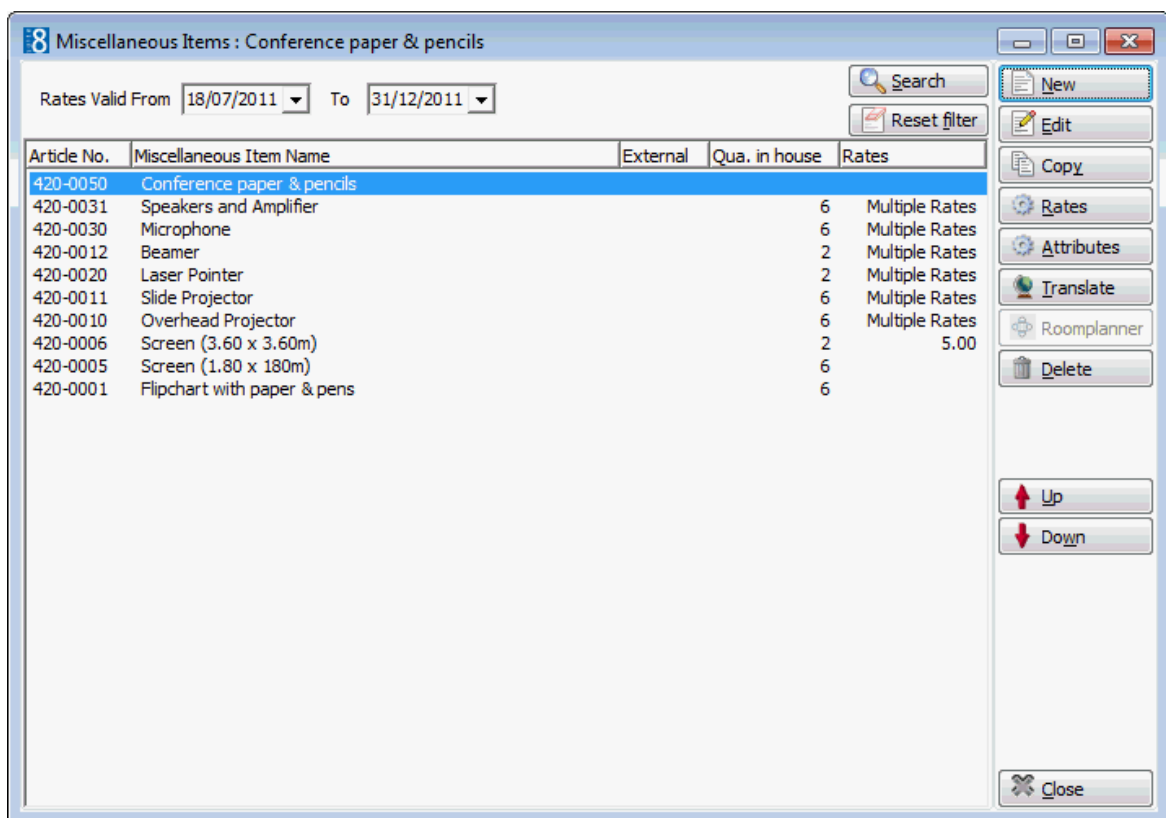 8 Miscellaneous Items : Conference paper & pencils
Rates Valid From 18/07/2011 To 31/12/2011
Search
Reset filter
Article No. Miscellaneous Item Name External Qua. in house Rates
420-0050 Conference paper & pencils
420-0031 Speakers and Amplifier 6 Multiple Rates
420-0030 Microphone 6 Multiple Rates
420-0012 Beamer 2 Multiple Rates
420-0020 Laser Pointer 2 Multiple Rates
420-0011 Slide Projector 6 Multiple Rates
420-0010 Overhead Projector 6 Multiple Rates
420-0006 Screen (3.60 x 3.60m) 2 5.00
420-0005 Screen (1.80 x 180m) 6
420-0001 Flipchart with paper & pens 6
New
Edit
Copy
Rates
Attributes
Translate
Roomplanner
Delete
Up
Down
Close